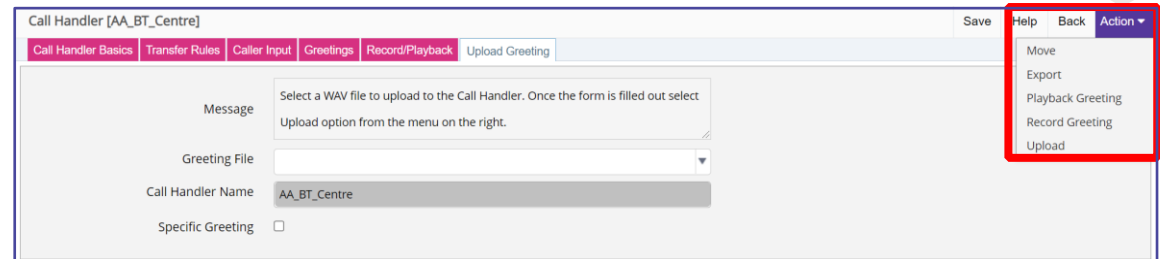 Call Handler [AA_BT_Centre]
Save Help Back Action
Call Handler Basics Transfer Rules Caller Input Greetings Record/Playback Upload Greeting
Move
Export
Playback Greeting
Record Greeting
Upload
Message
Select a WAV file to upload to the Call Handler. Once the form is filled out select
Upload option from the menu on the right.
Greeting File
Call Handler Name
AA_BT_Centre
Specific Greeting